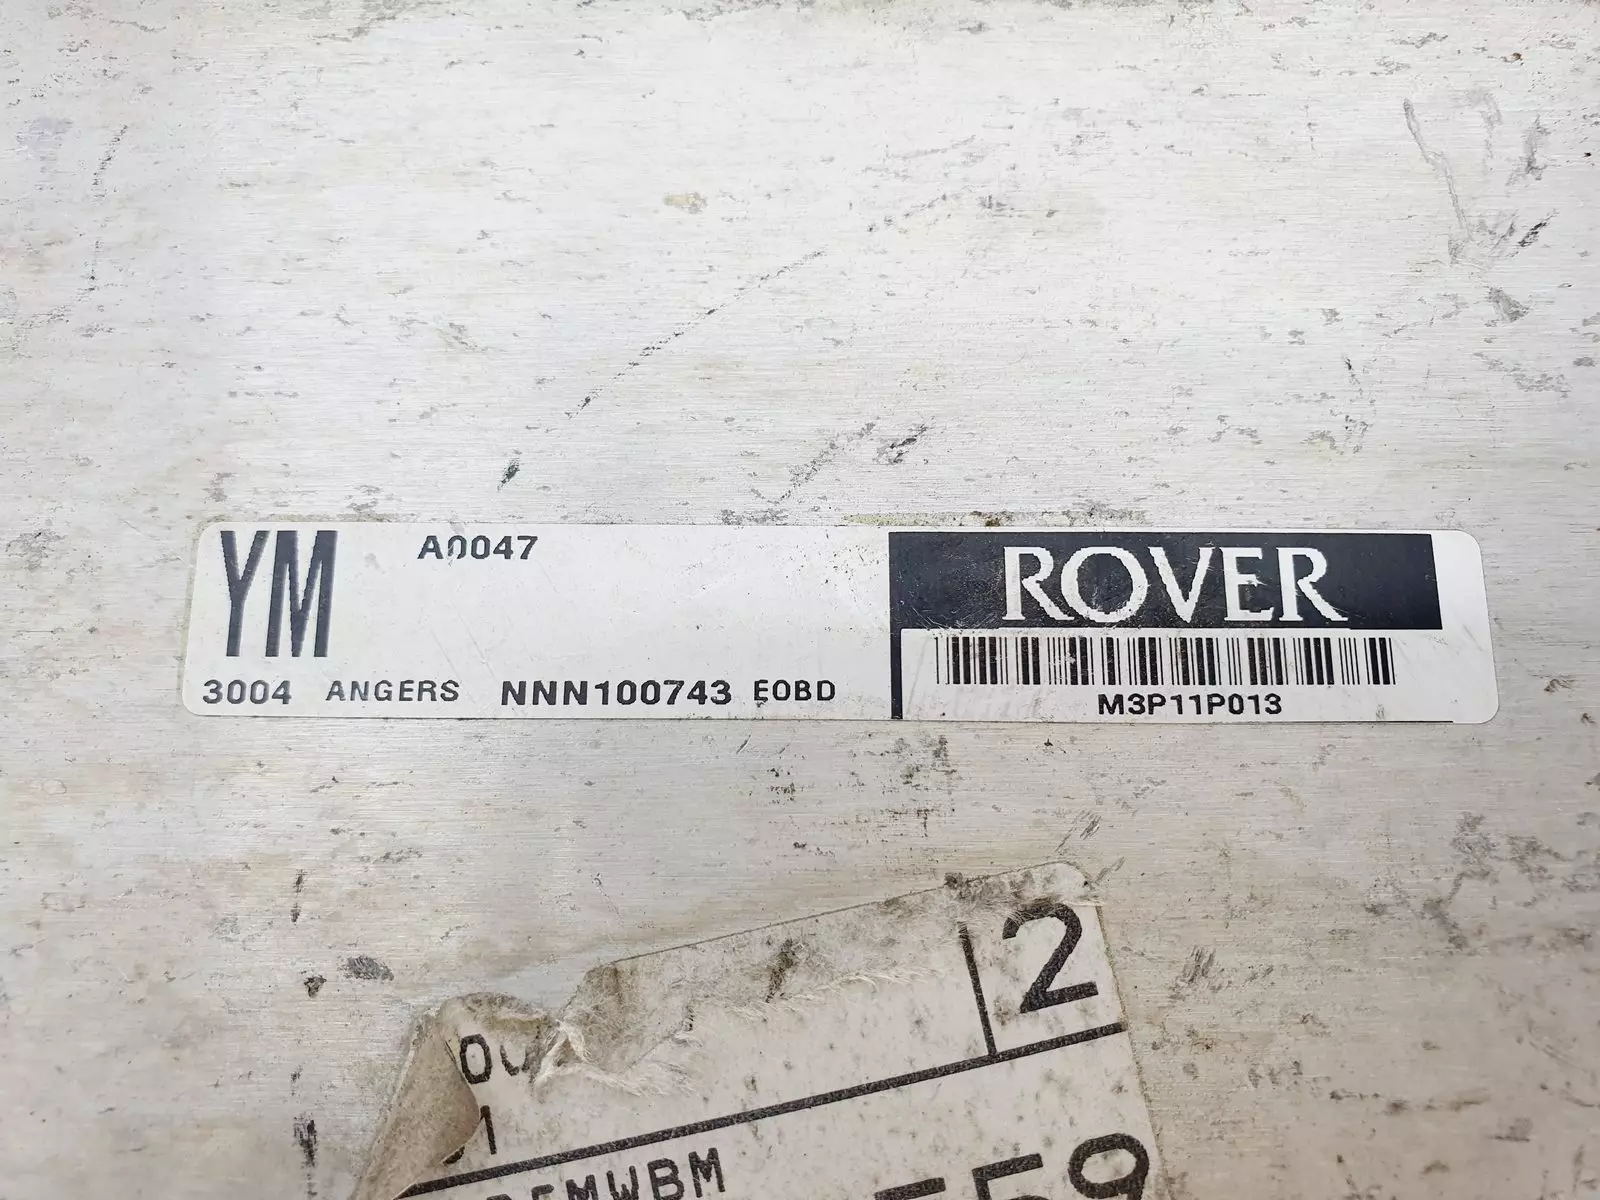 YM
A0047
ROVER
3004 ANGERS NNN100743 EOBD
M3P11P013
2